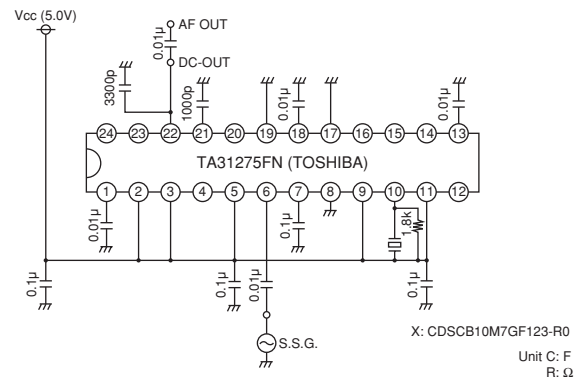 Vcc (5.0V)
AF OUT
0.01μ
DC-OUT
3300p
1000p
0.01μ
0.01μ
24 23 22 21 20 19 18 17 16 15 14 13
TA31275FN (TOSHIBA)
1 2 3 4 5 6 7 8 9 10 11 12
0.01μ
0.1μ
1.8k
0.1μ
0.1μ
0.01μ
0.1μ
S.S.G.
X: CDSCB10M7GF123-R0
Unit C: F
R: Ω